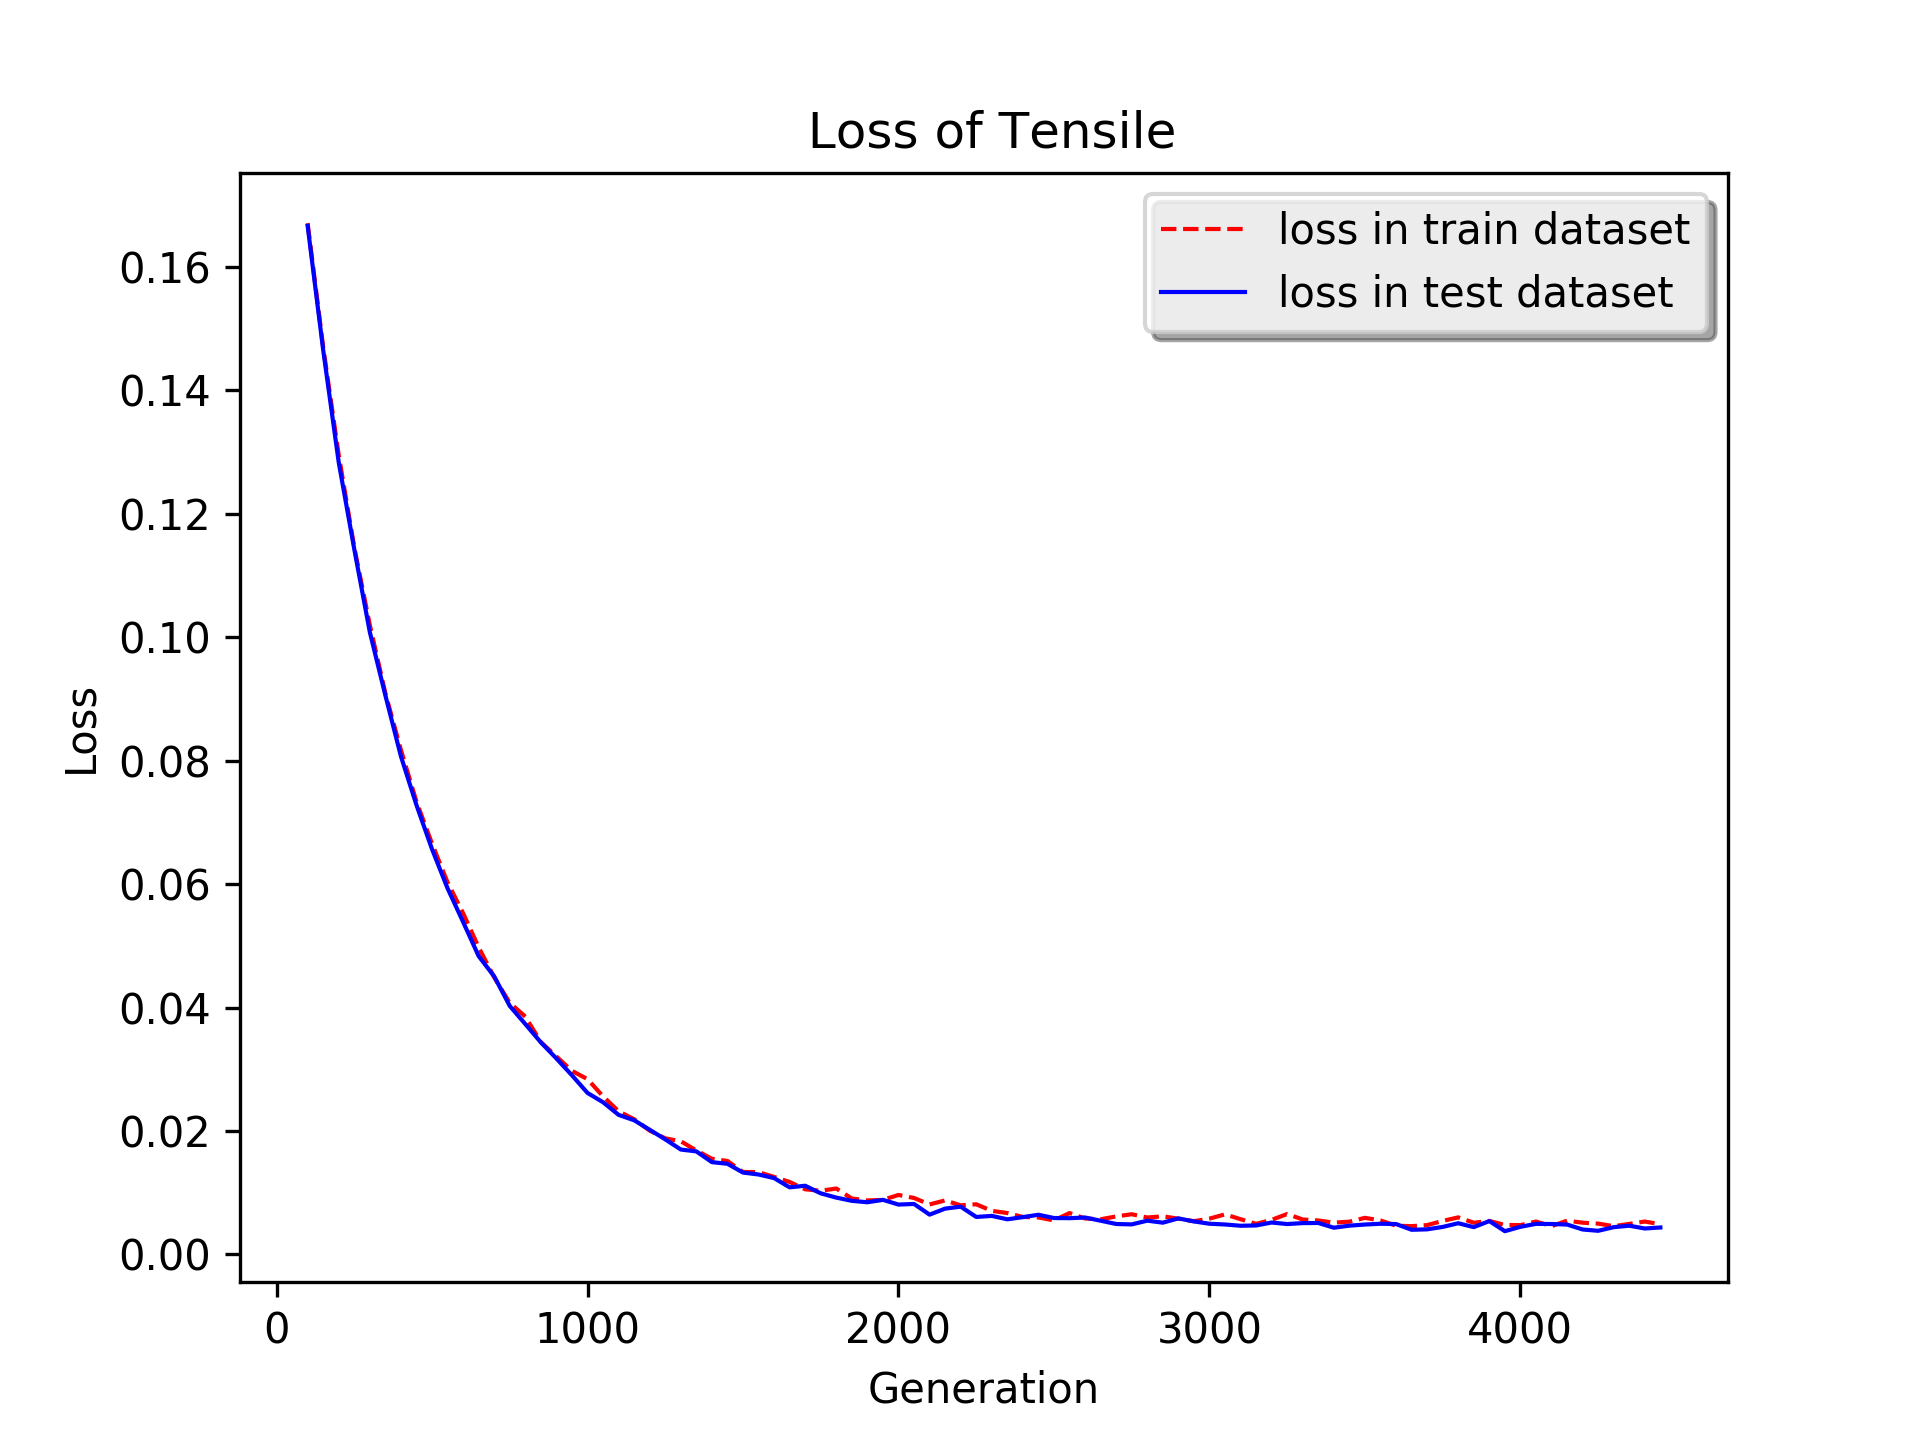 Loss of Tensile
loss in train dataset
loss in test dataset
0.16
0.14
0.12
0.10
0.08
0.06
0.04
0.02
0.00
Loss
0 1000 2000 3000 4000
Generation